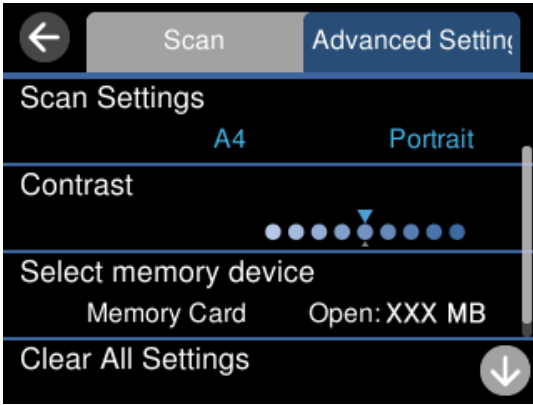 Scan
Advanced Setting
Scan Settings
A4 Portrait
Contrast
Select memory device
Memory Card Open: XXX MB
Clear All Settings